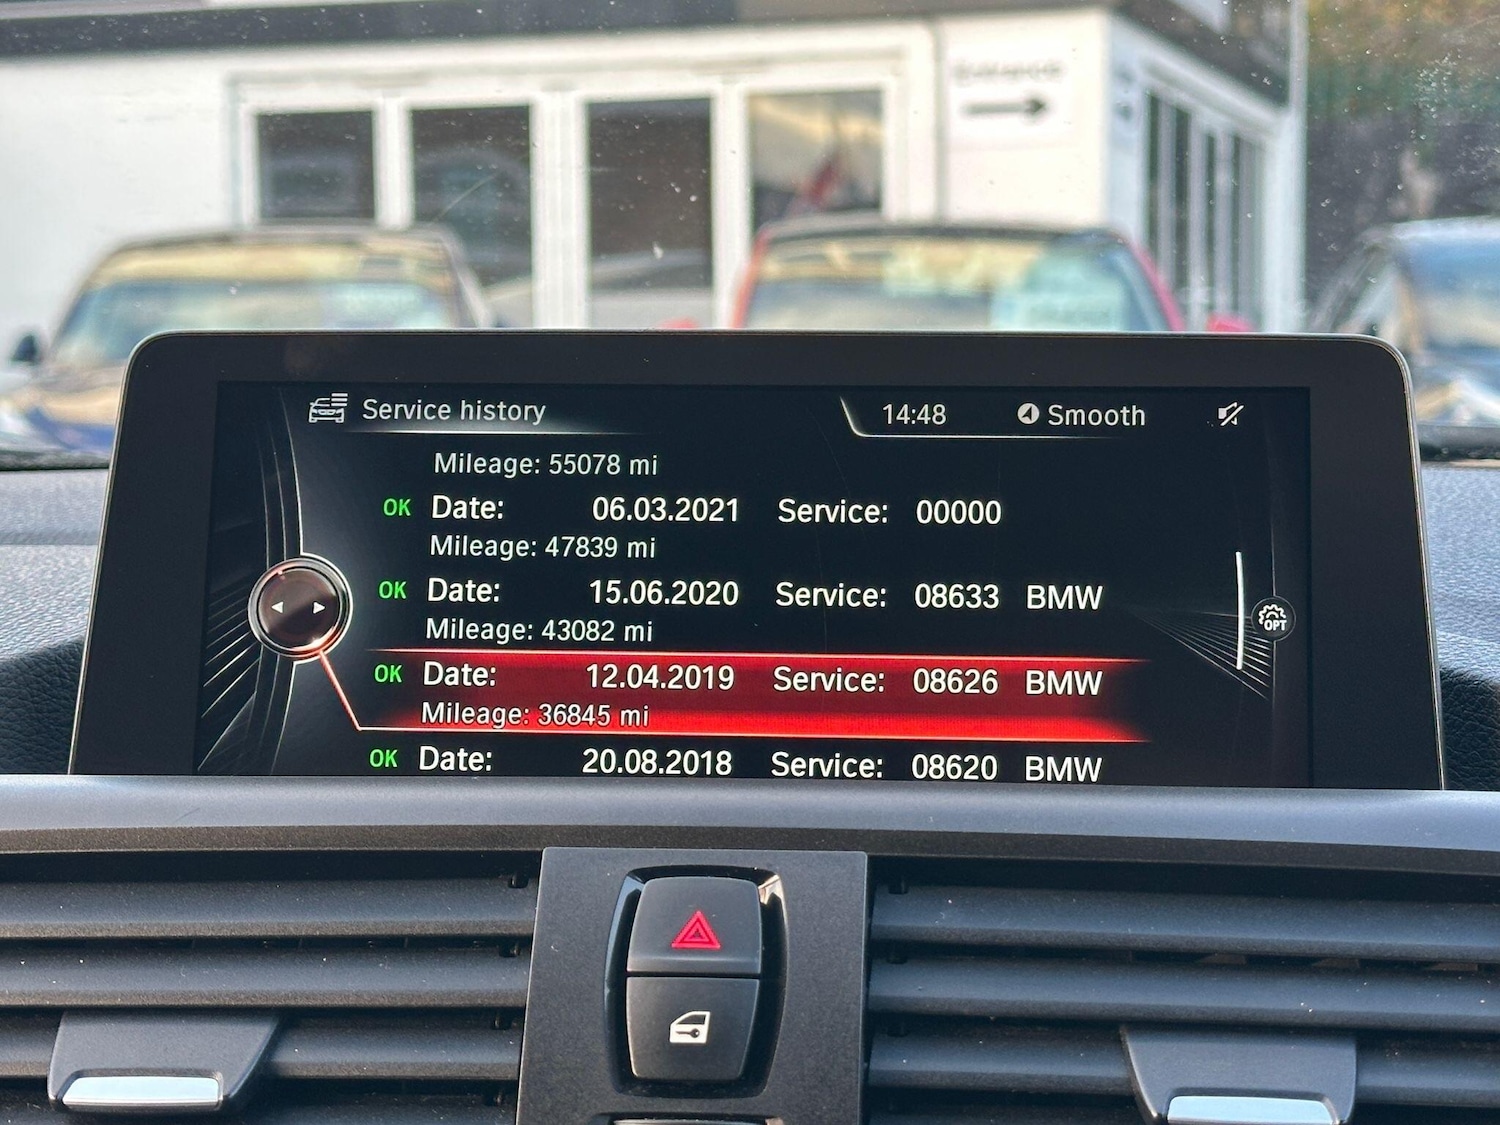 Service history 14:48 Smooth
Mileage: 55078 mi
OK Date: 06.03.2021 Service: 00000
Mileage: 47839 mi
OK Date: 15.06.2020 Service: 08633 BMW
OPT
Mileage: 43082 mi
OK Date: 12.04.2019 Service: 08626 BMW
Mileage: 36845 mi
OK Date: 20.08.2018 Service: 08620 BMW